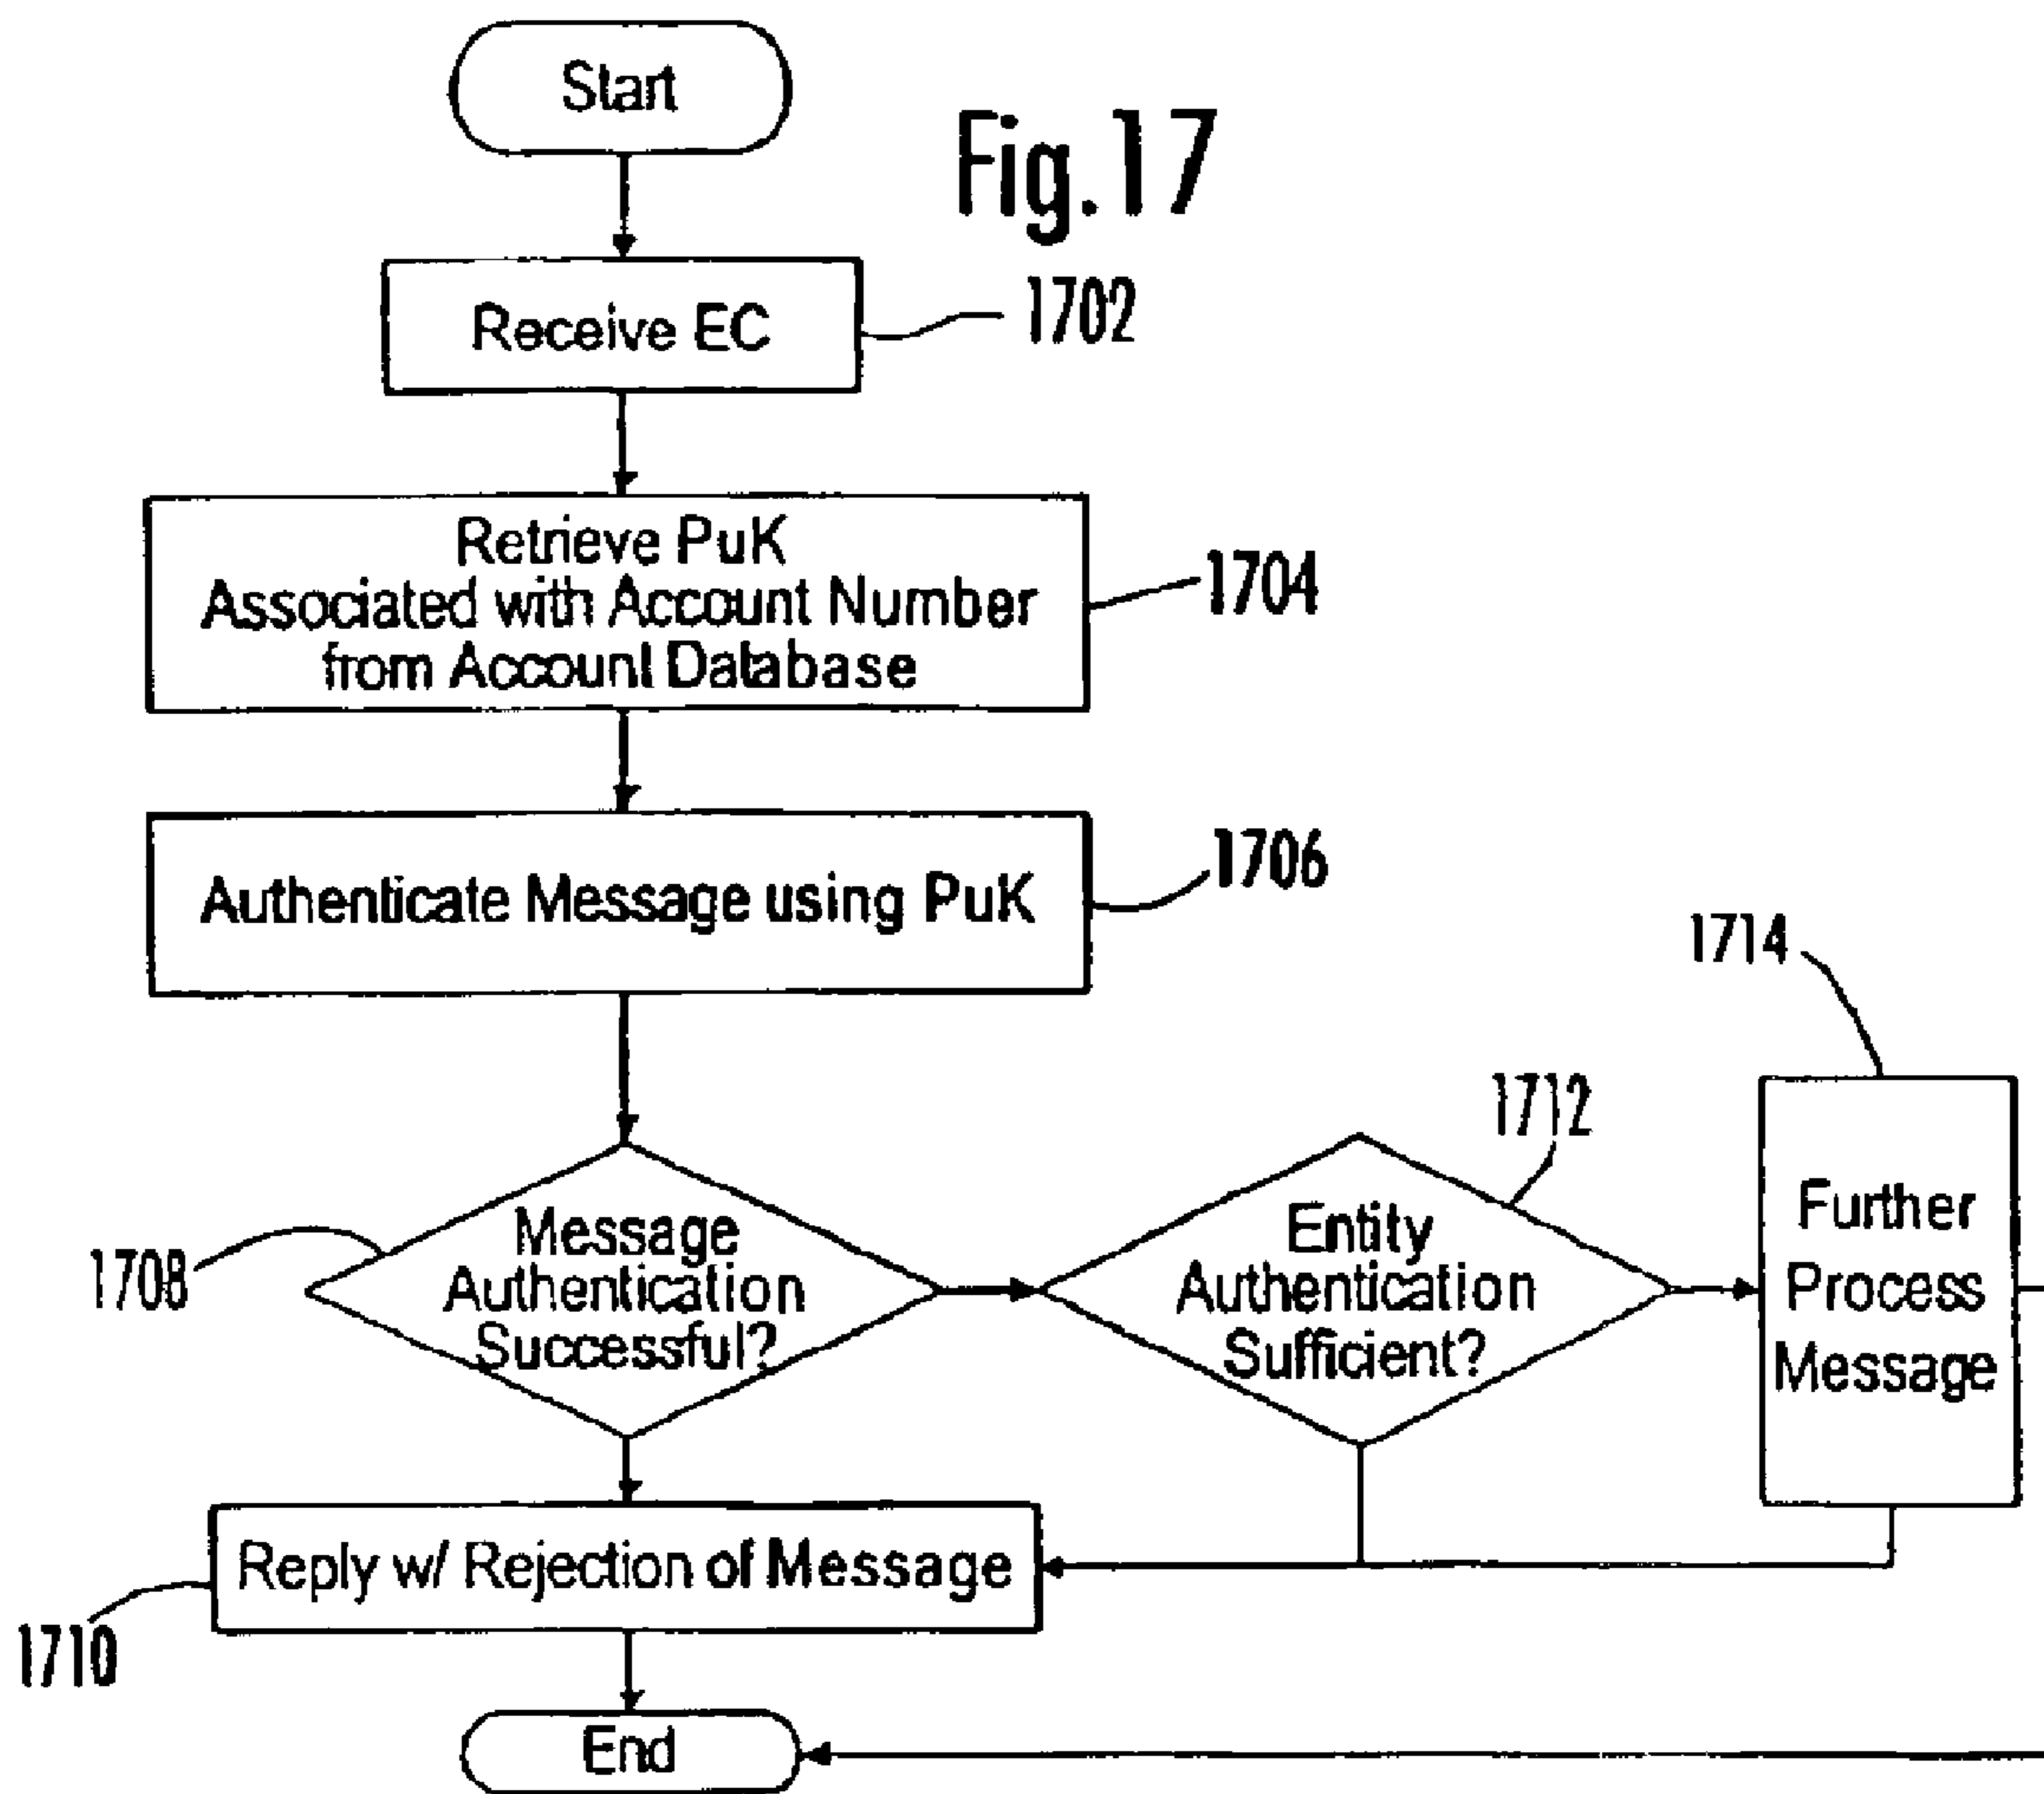 Start
Fig.17
Receive EC
1702
Retrieve PuK
Associated with Account Number
from Account Database
1704
Authenticate Message using PuK
1706
1714
1712
1708
Message
Authentication
Successful?
Entity
Authentication
Sufficient?
Further
Process
Message
Reply w/ Rejection of Message
1710
End